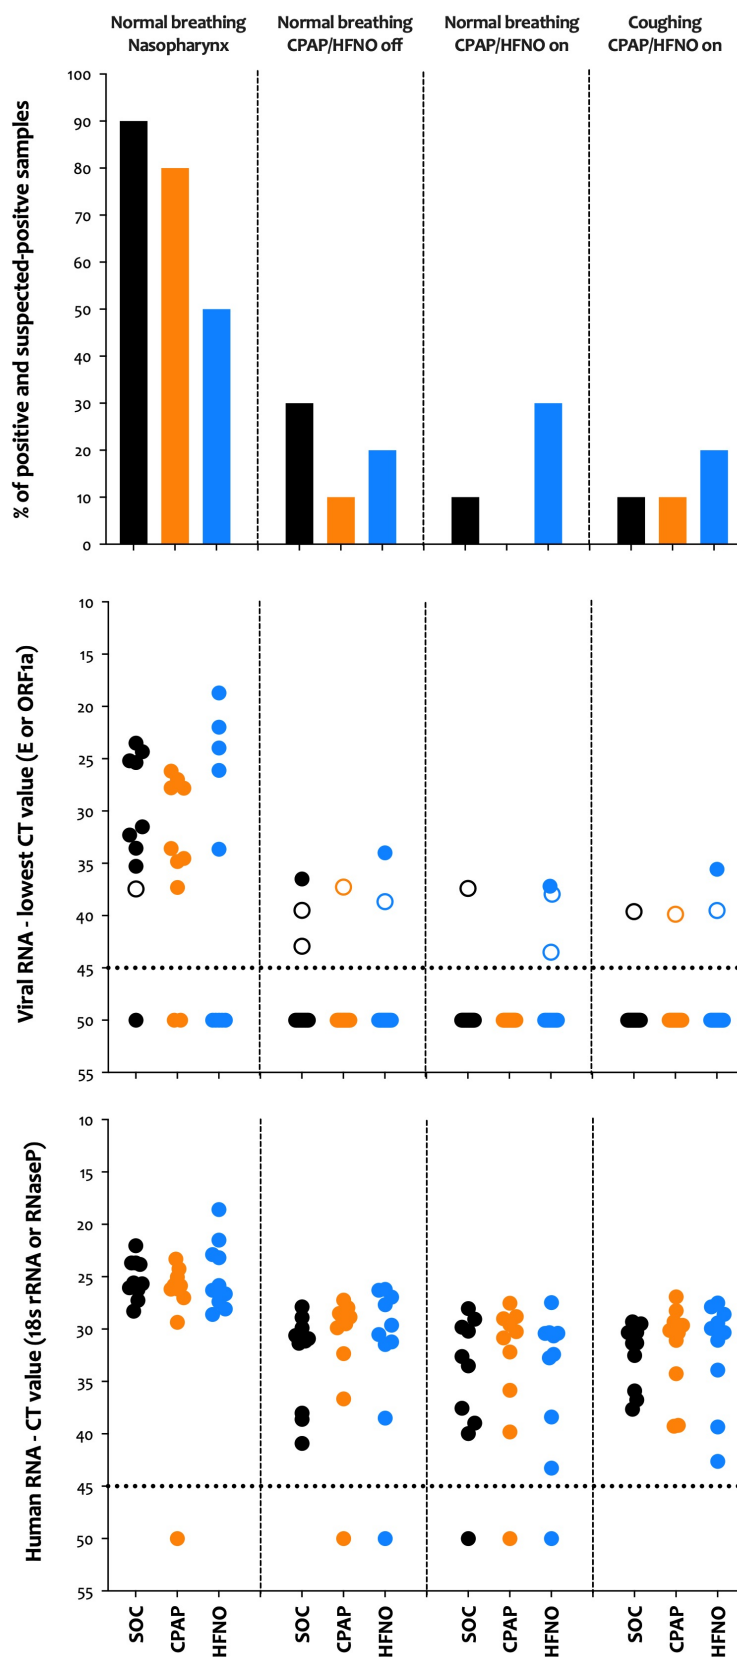 Normal breathing
Nasopharynx
Normal breathing
CPAP/HFNO off
Normal breathing
CPAP/HFNO on
Coughing
CPAP/HFNO on
% of positive and suspected-positve samples
100
90
80
70
60
50
40
30
20
10
0
Viral RNA - lowest CT value (E or ORF1a)
10
15
20
25
30
35
40
45
50
55
Human RNA - CT value (18s rRNA or RNaseP)
10
15
20
25
30
35
40
45
50
55
SOC
CPAP
HFNO
SOC
CPAP
HFNO
SOC
CPAP
HFNO
SOC
CPAP
HFNO